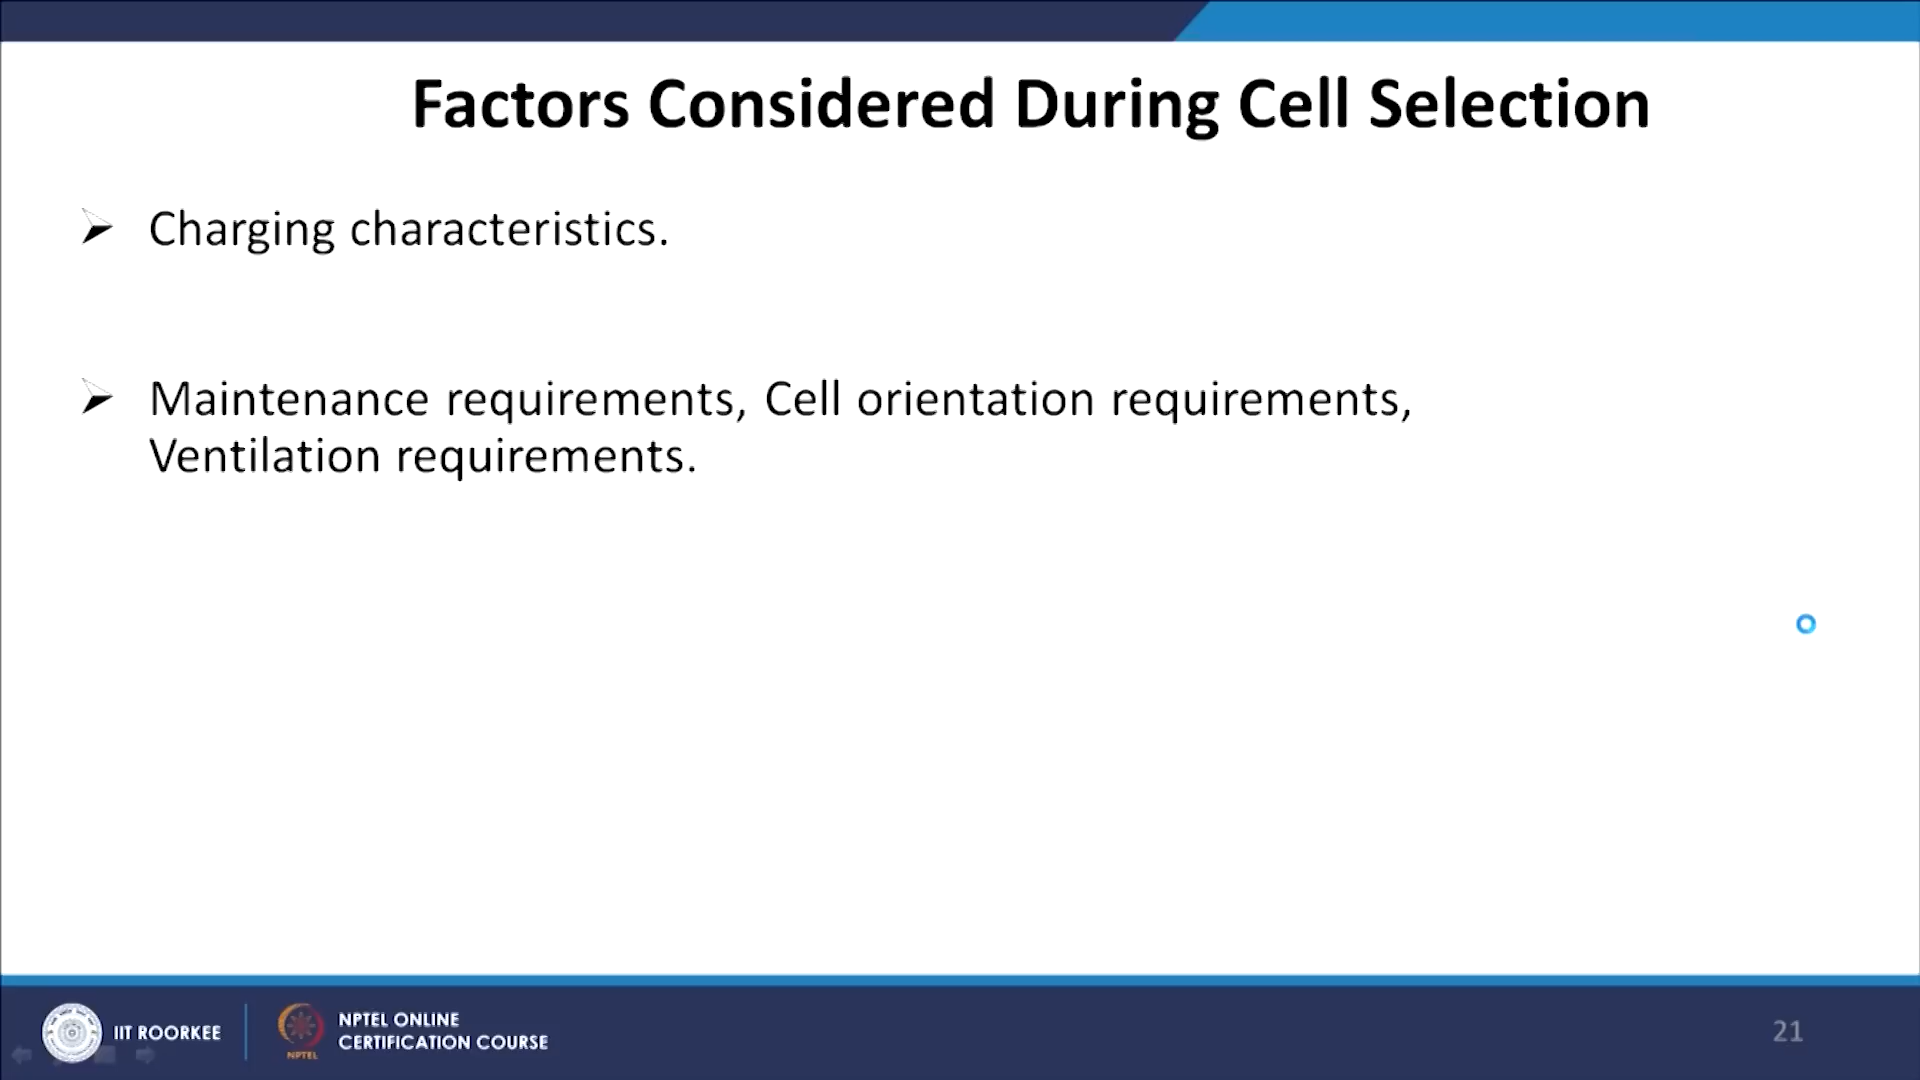 Factors Considered During Cell Selection
Charging characteristics.
Maintenance requirements, Cell orientation requirements,
Ventilation requirements.
IIT ROORKEE
NPTEL
NPTEL ONLINE
CERTIFICATION COURSE
21